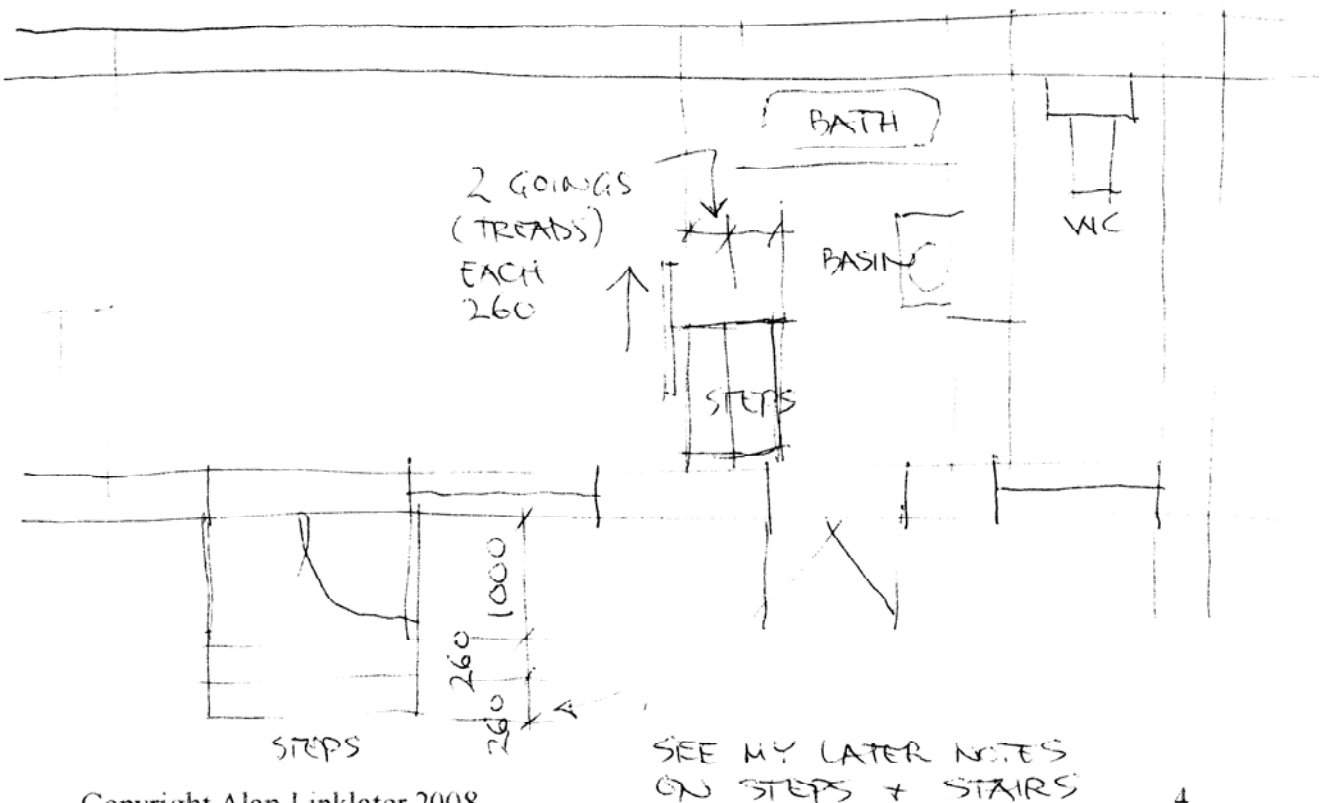 BATH
2 GOINGS
(TREADS)
EACH
260
WC
BASIN
STEPS
1000
260
260
STEPS
SEE MY LATER NOTES
ON STEPS + STAIRS
Copyright Alan Linklater 2008
4